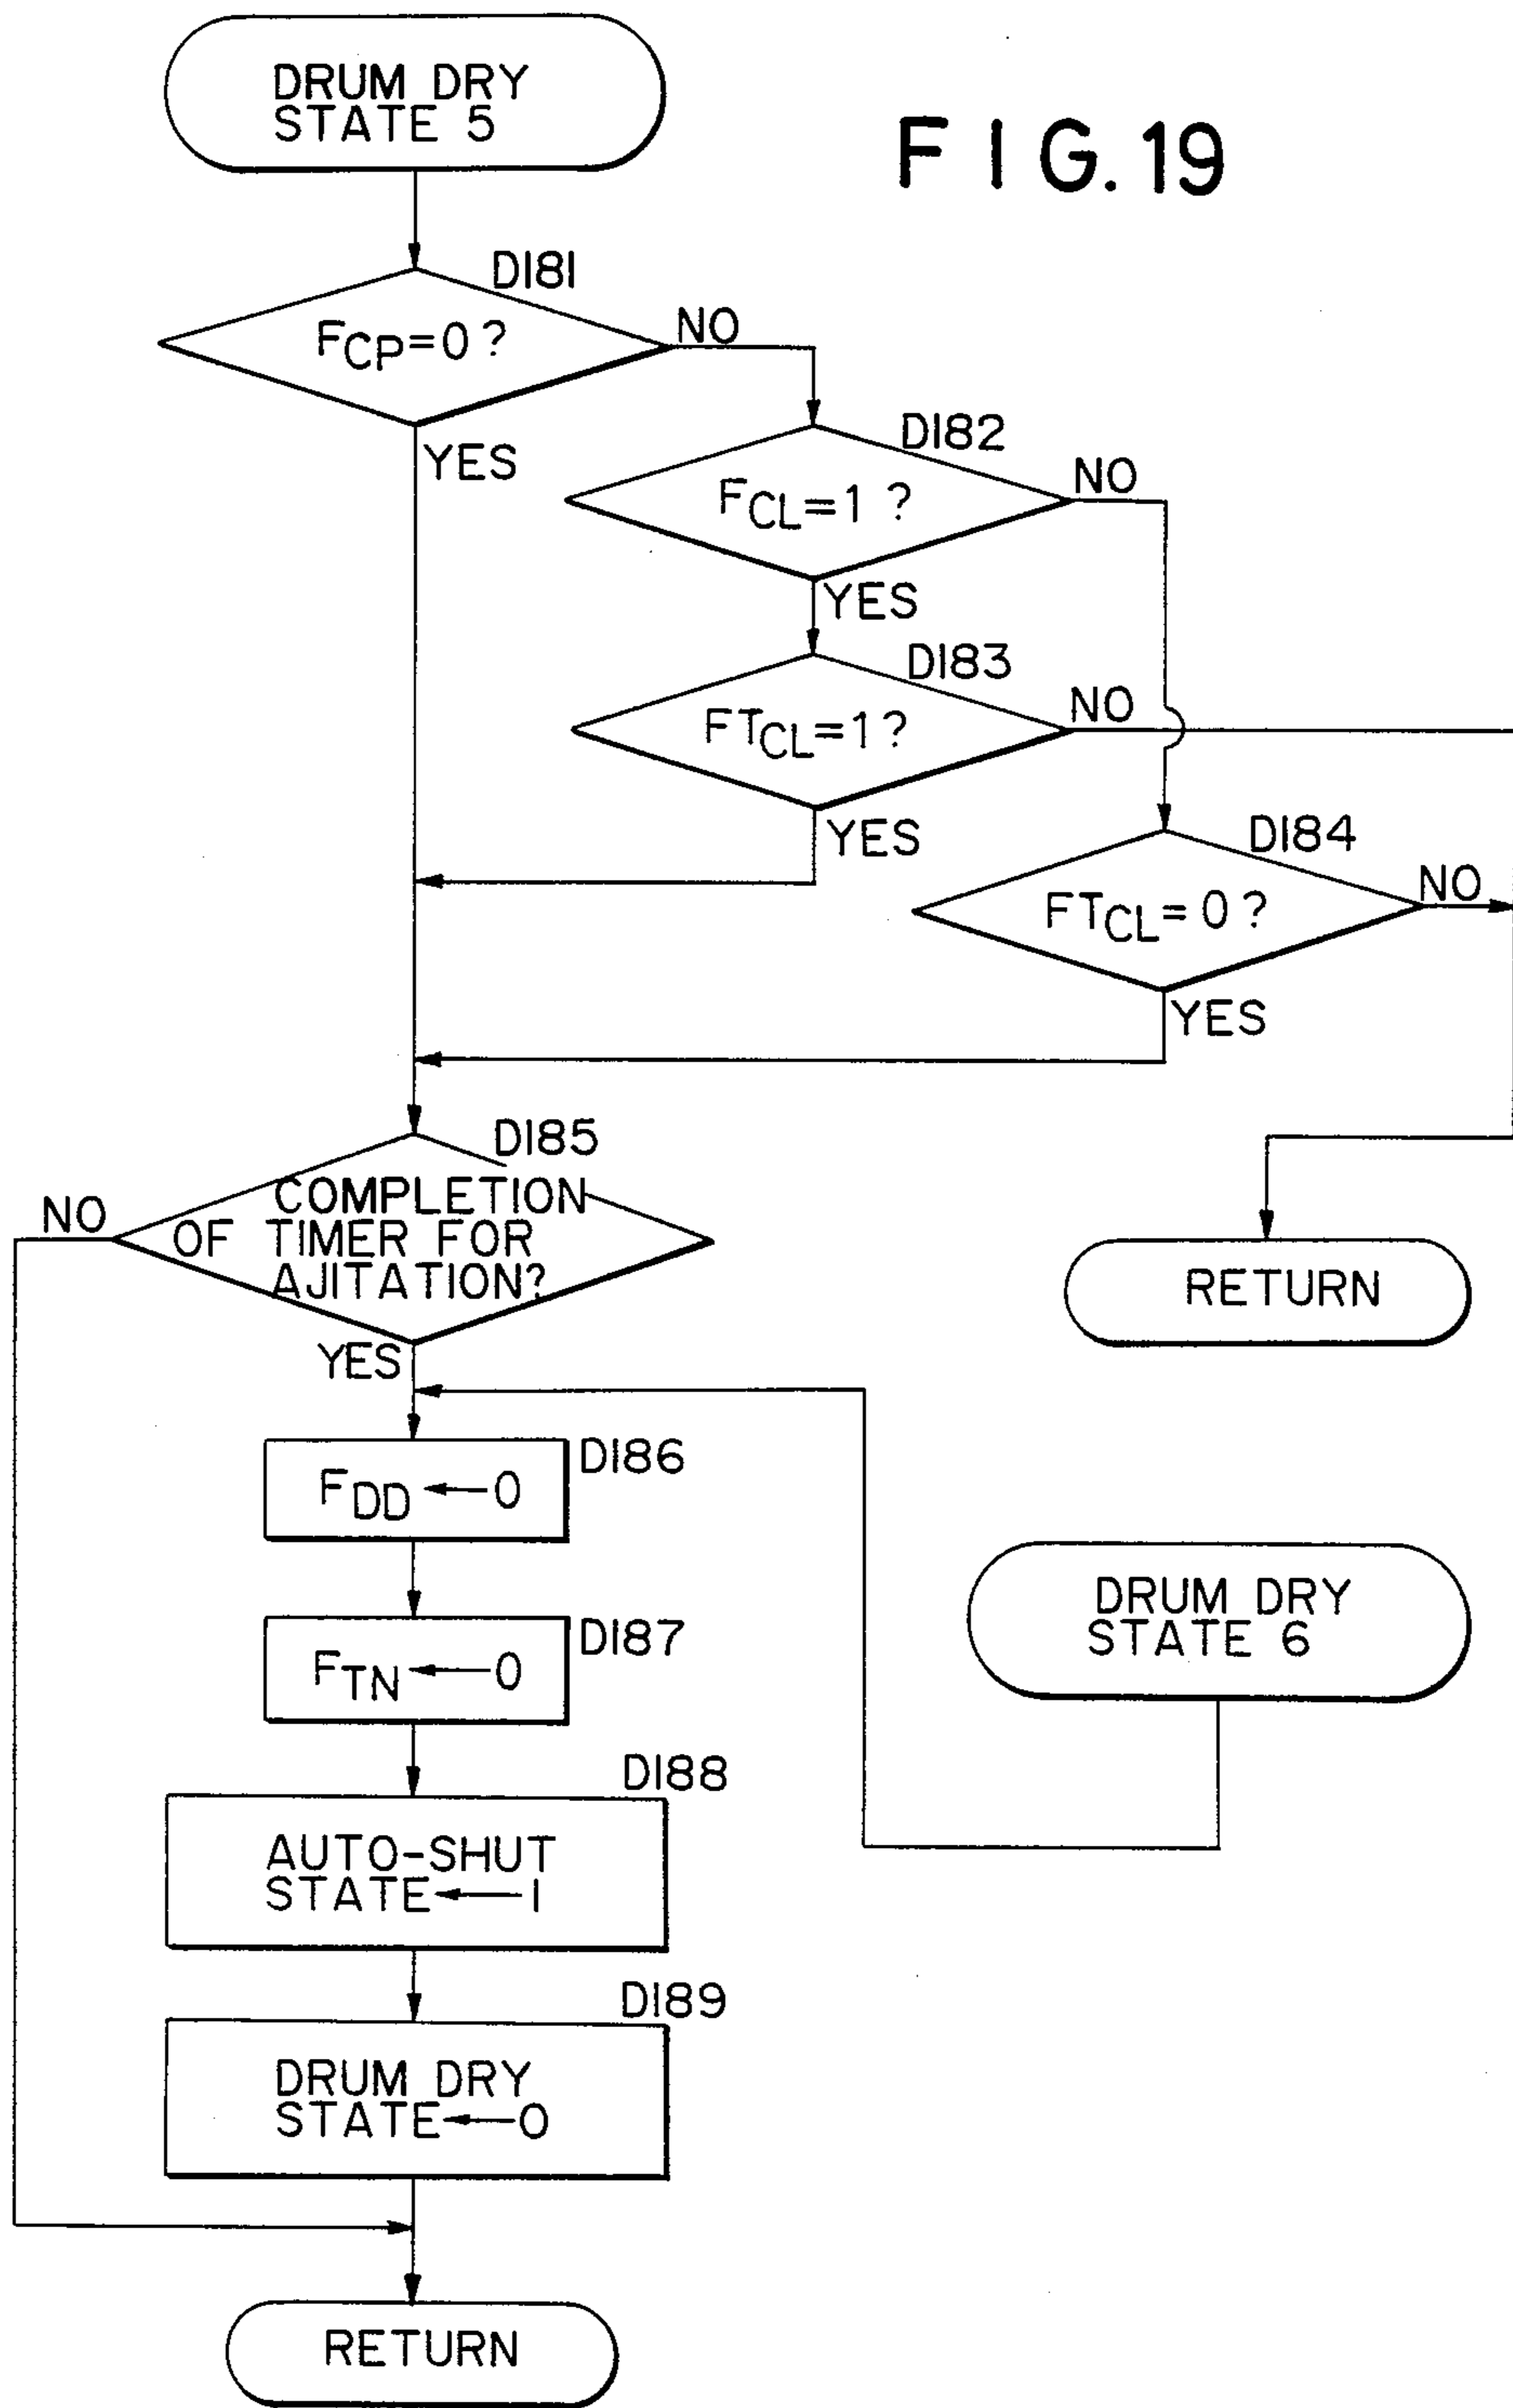 DRUM DRY
STATE 5
FIG.19
D181
FCP=0?
NO
YES
D182
FCL=1?
NO
YES
D183
FTCL=1?
NO
YES
D184
FTCL=0?
NO
YES
D185
COMPLETION
OF TIMER FOR
AJITATION?
NO
YES
RETURN
D186
FDD←0
D187
FTN←0
DRUM DRY
STATE 6
D188
AUTO-SHUT
STATE←1
D189
DRUM DRY
STATE←0
RETURN